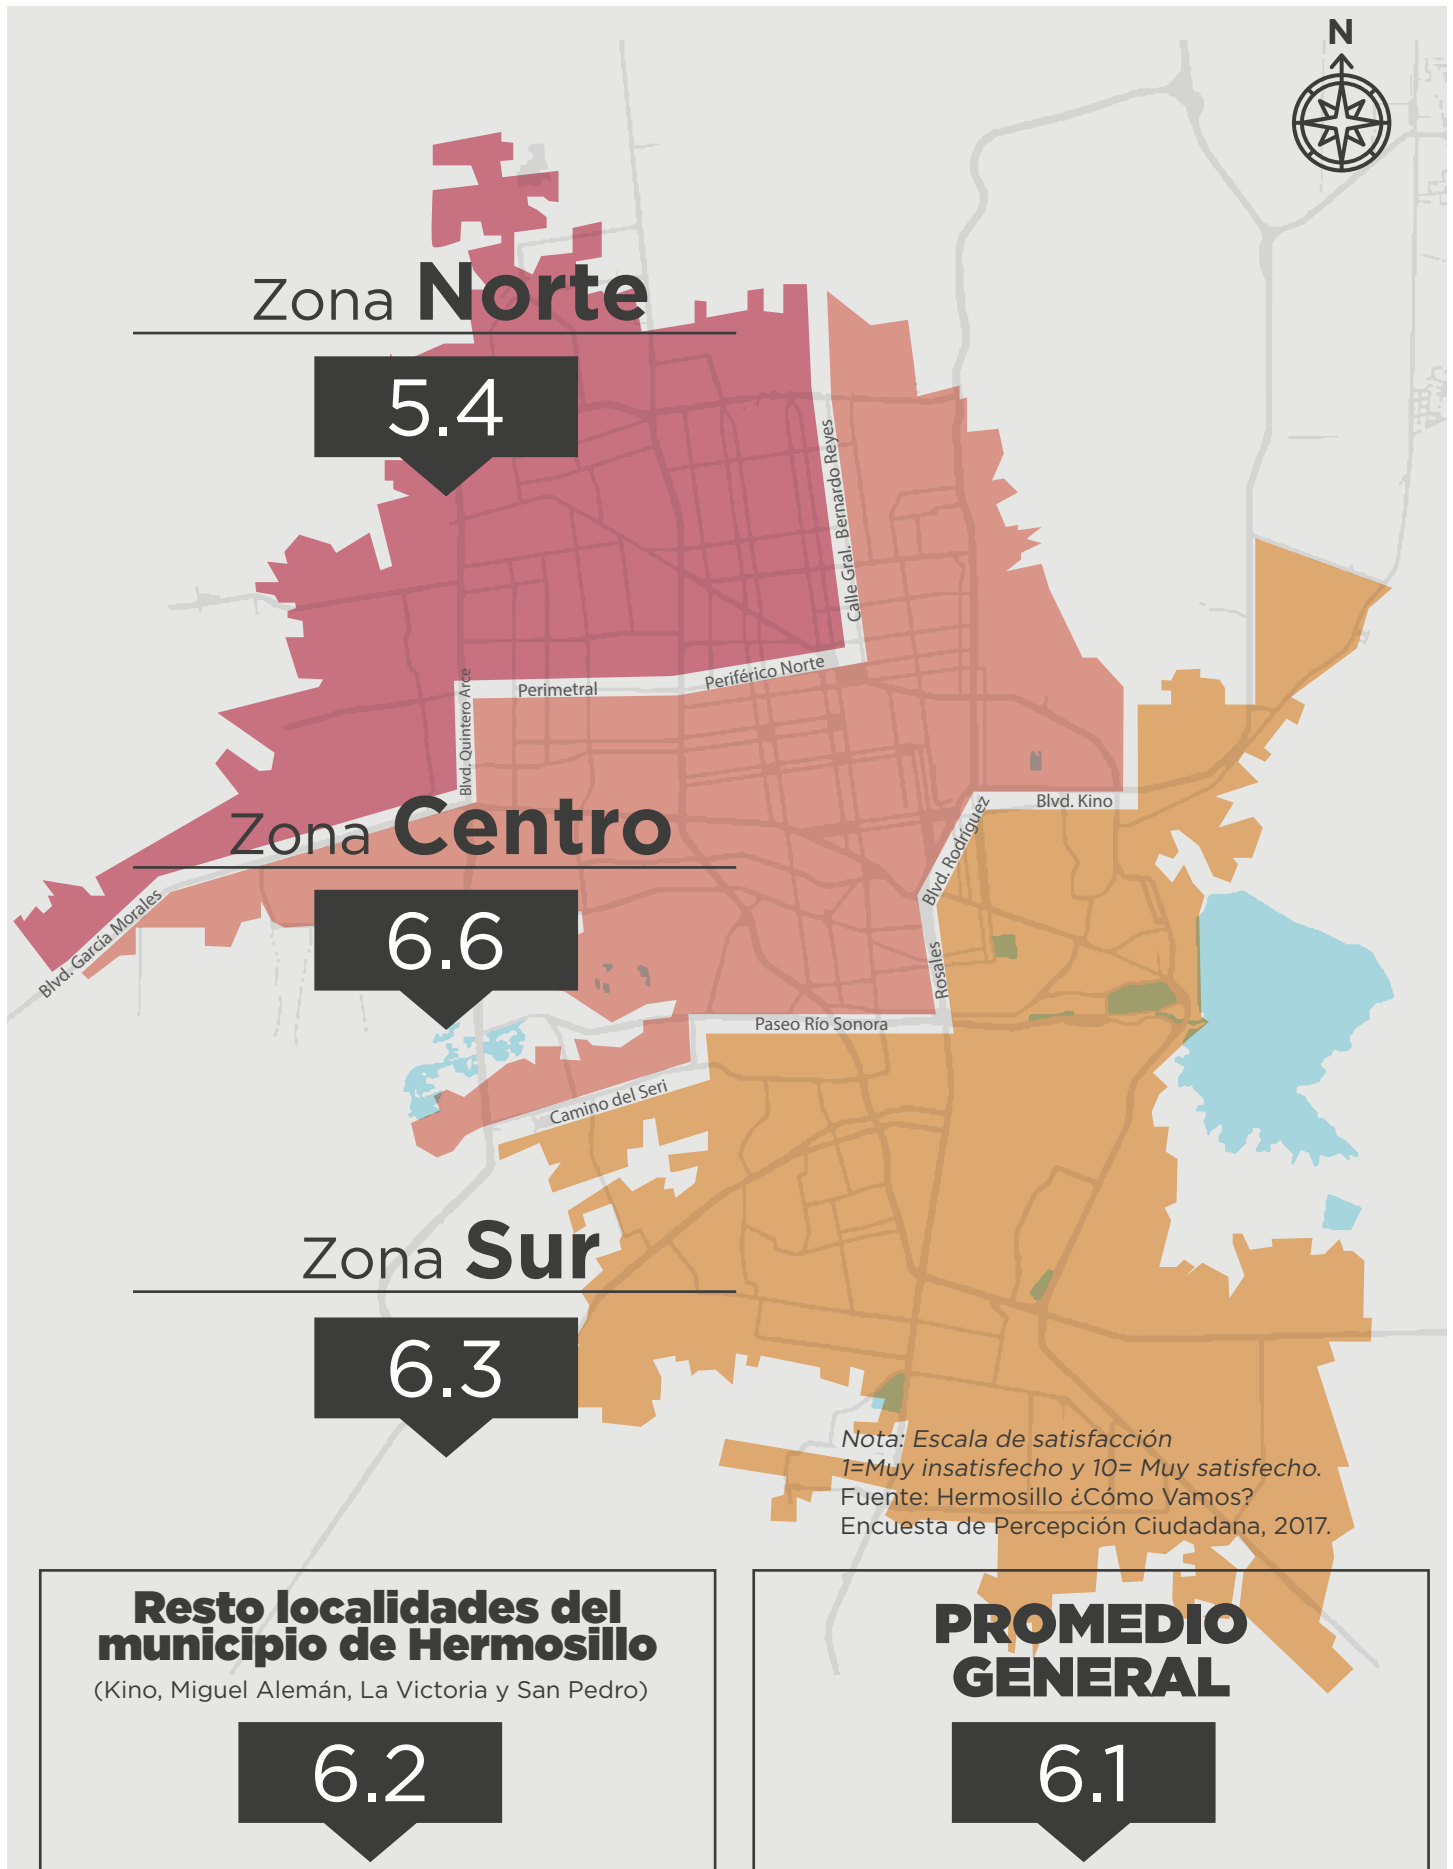 N
Zona Norte
5.4
Calle Gral. Bernardo Reyes
Periférico Norte
Perimetral
Blvd. Quintero Arce
Blvd. Kino
Blvd. Rodríguez
Zona Centro
6.6
Blvd. García Morales
Rosales
Paseo Río Sonora
Camino del Seri
Zona Sur
6.3
Nota: Escala de satisfacción
1=Muy insatisfecho y 10= Muy satisfecho.
Fuente: Hermosillo ¿Cómo Vamos?
Encuesta de Percepción Ciudadana, 2017.
Resto localidades del
municipio de Hermosillo
(Kino, Miguel Alemán, La Victoria y San Pedro)
6.2
PROMEDIO
GENERAL
6.1